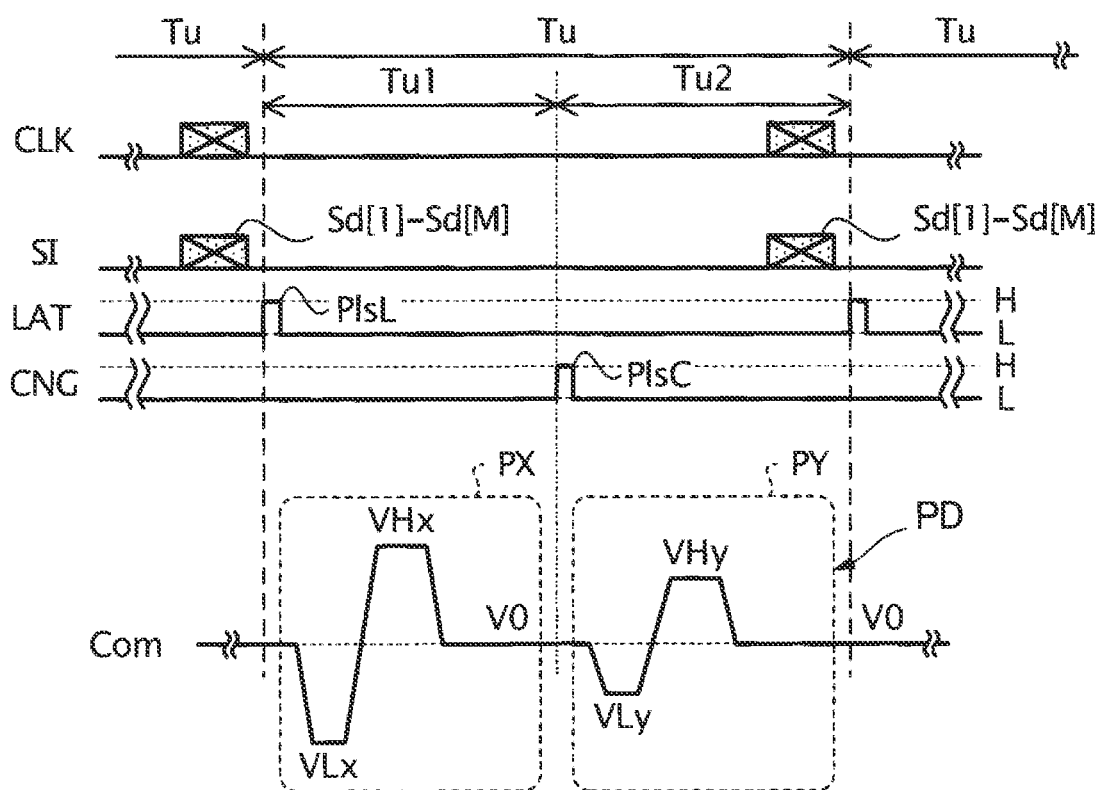 Tu Tu Tu
Tu1 Tu2
CLK
Sd[1]-Sd[M] Sd[1]-Sd[M]
SI
LAT PlsL H
L
CNG PlsC H
L
PX PY
VHx VHy PD
V0 V0
Com
VLx VLy